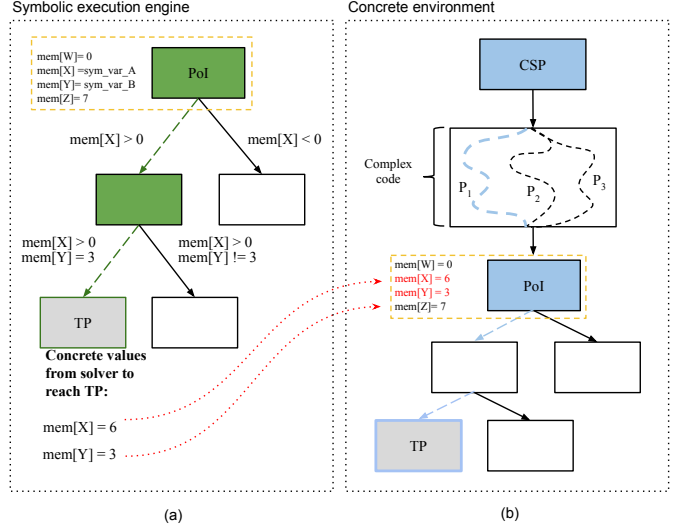 Symbolic execution engine
mem[W]= 0
mem[X] =sym_var_A
mem[Y]= sym_var_B
mem[Z]= 7
PoI
mem[X] > 0
mem[X] < 0
mem[X] > 0
mem[Y] = 3
mem[X] > 0
mem[Y] != 3
TP
Concrete values
from solver to
reach TP:
mem[X] = 6
mem[Y] = 3
(a)
Concrete environment
CSP
Complex
code
P1
P2
P3
mem[W] = 0
mem[X] = 6
mem[Y] = 3
mem[Z]= 7
PoI
TP
(b)